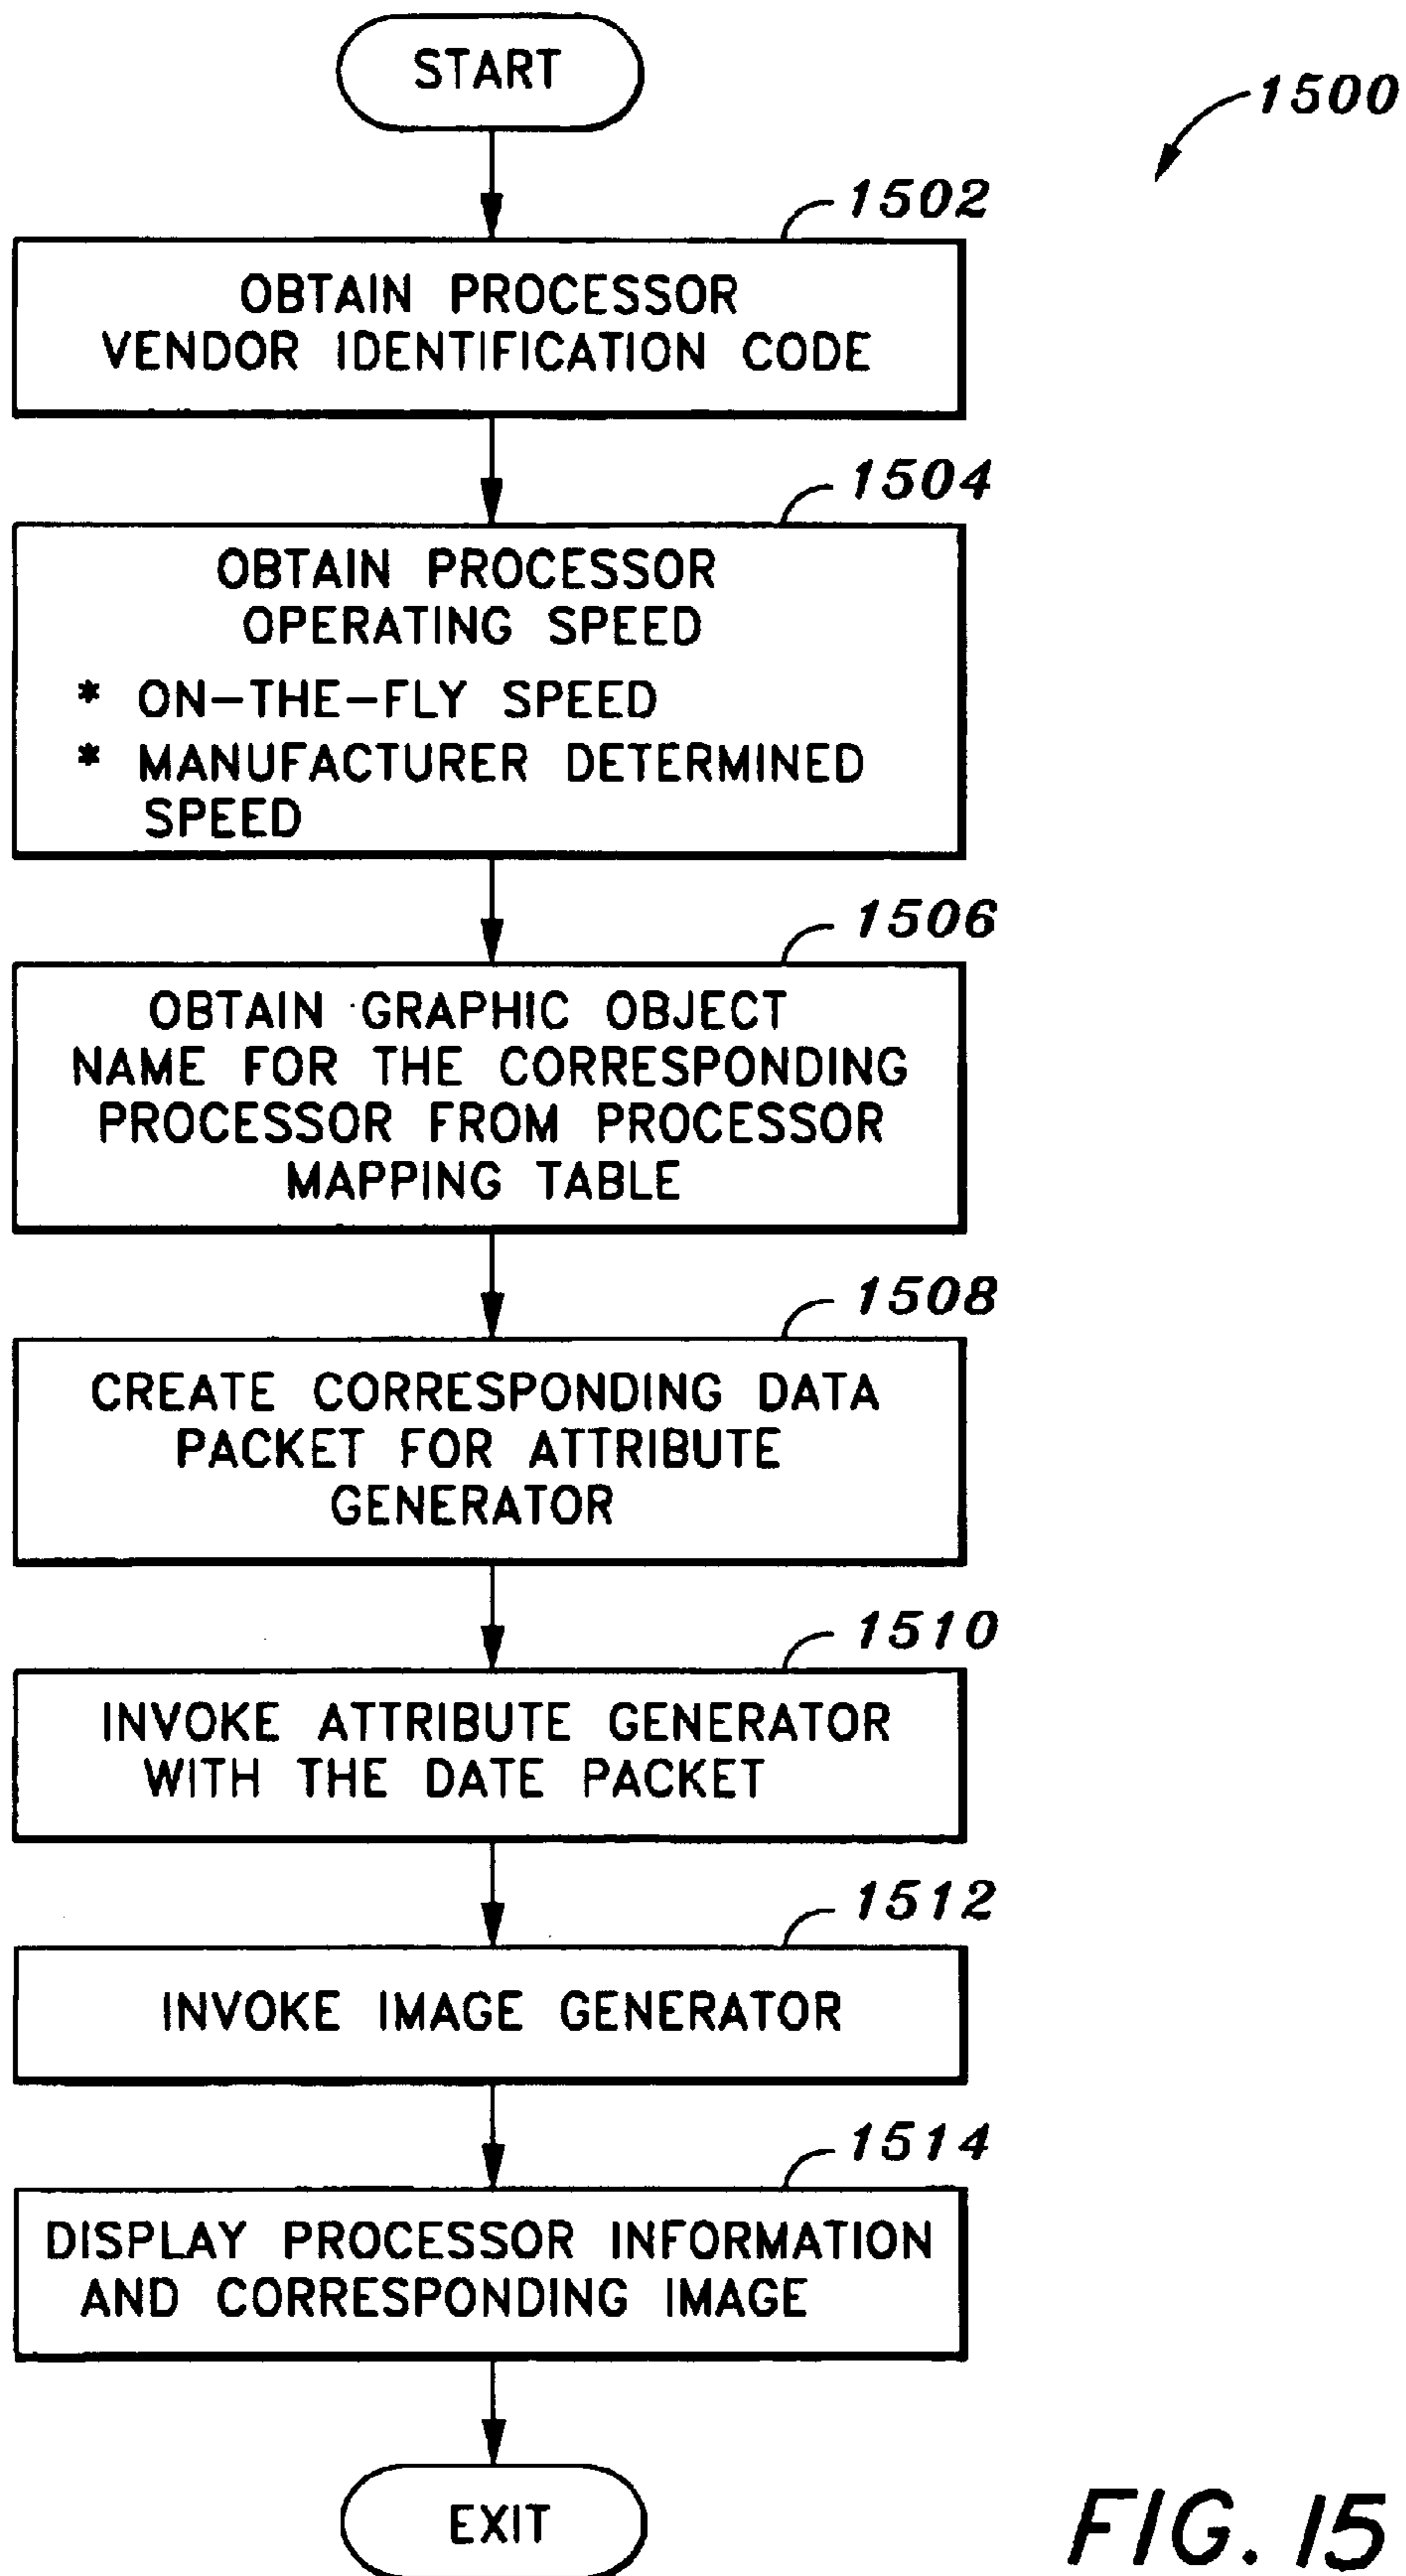 START
1500
1502
OBTAIN PROCESSOR
VENDOR IDENTIFICATION CODE
1504
OBTAIN PROCESSOR
OPERATING SPEED
* ON-THE-FLY SPEED
* MANUFACTURER DETERMINED
SPEED
1506
OBTAIN GRAPHIC OBJECT
NAME FOR THE CORRESPONDING
PROCESSOR FROM PROCESSOR
MAPPING TABLE
1508
CREATE CORRESPONDING DATA
PACKET FOR ATTRIBUTE
GENERATOR
1510
INVOKE ATTRIBUTE GENERATOR
WITH THE DATE PACKET
1512
INVOKE IMAGE GENERATOR
1514
DISPLAY PROCESSOR INFORMATION
AND CORRESPONDING IMAGE
EXIT
FIG. 15